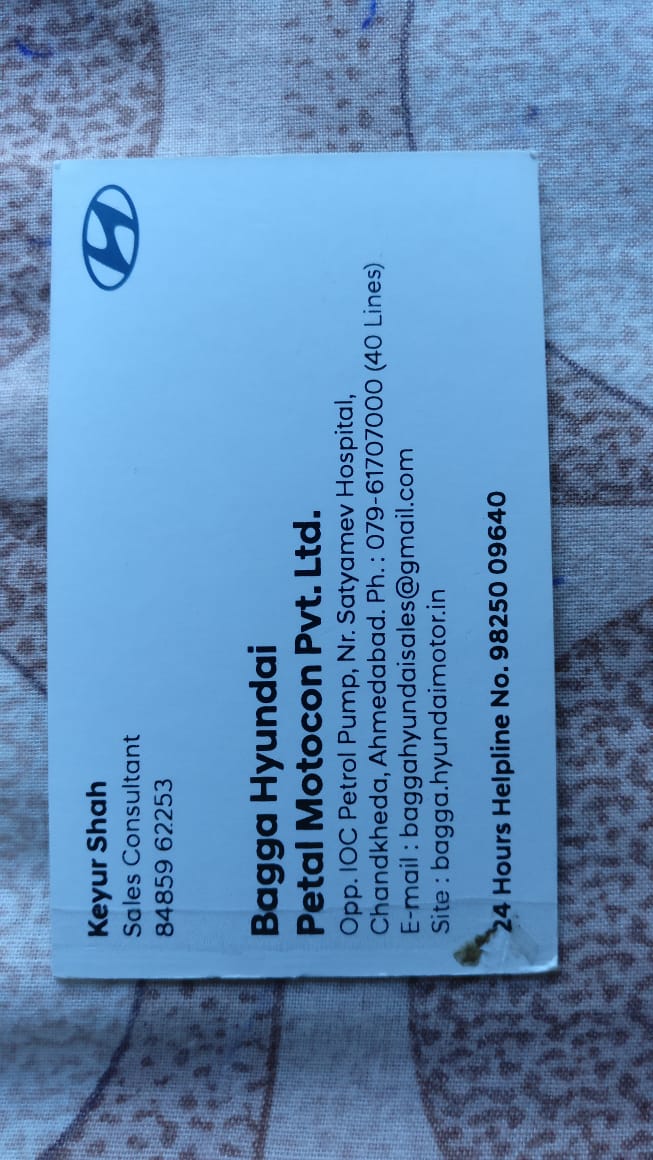 Keyur Shah
Sales Consultant
84859 62253
Bagga Hyundai
Petal Motocon Pvt. Ltd.
Opp. IOC Petrol Pump, Nr. Satyamev Hospital,
Chandkheda, Ahmedabad. Ph. : 079-61707000 (40 Lines)
E-mail : baggahyundaisales@gmail.com
Site : bagga.hyundaimotor.in
24 Hours Helpline No. 98250 09640